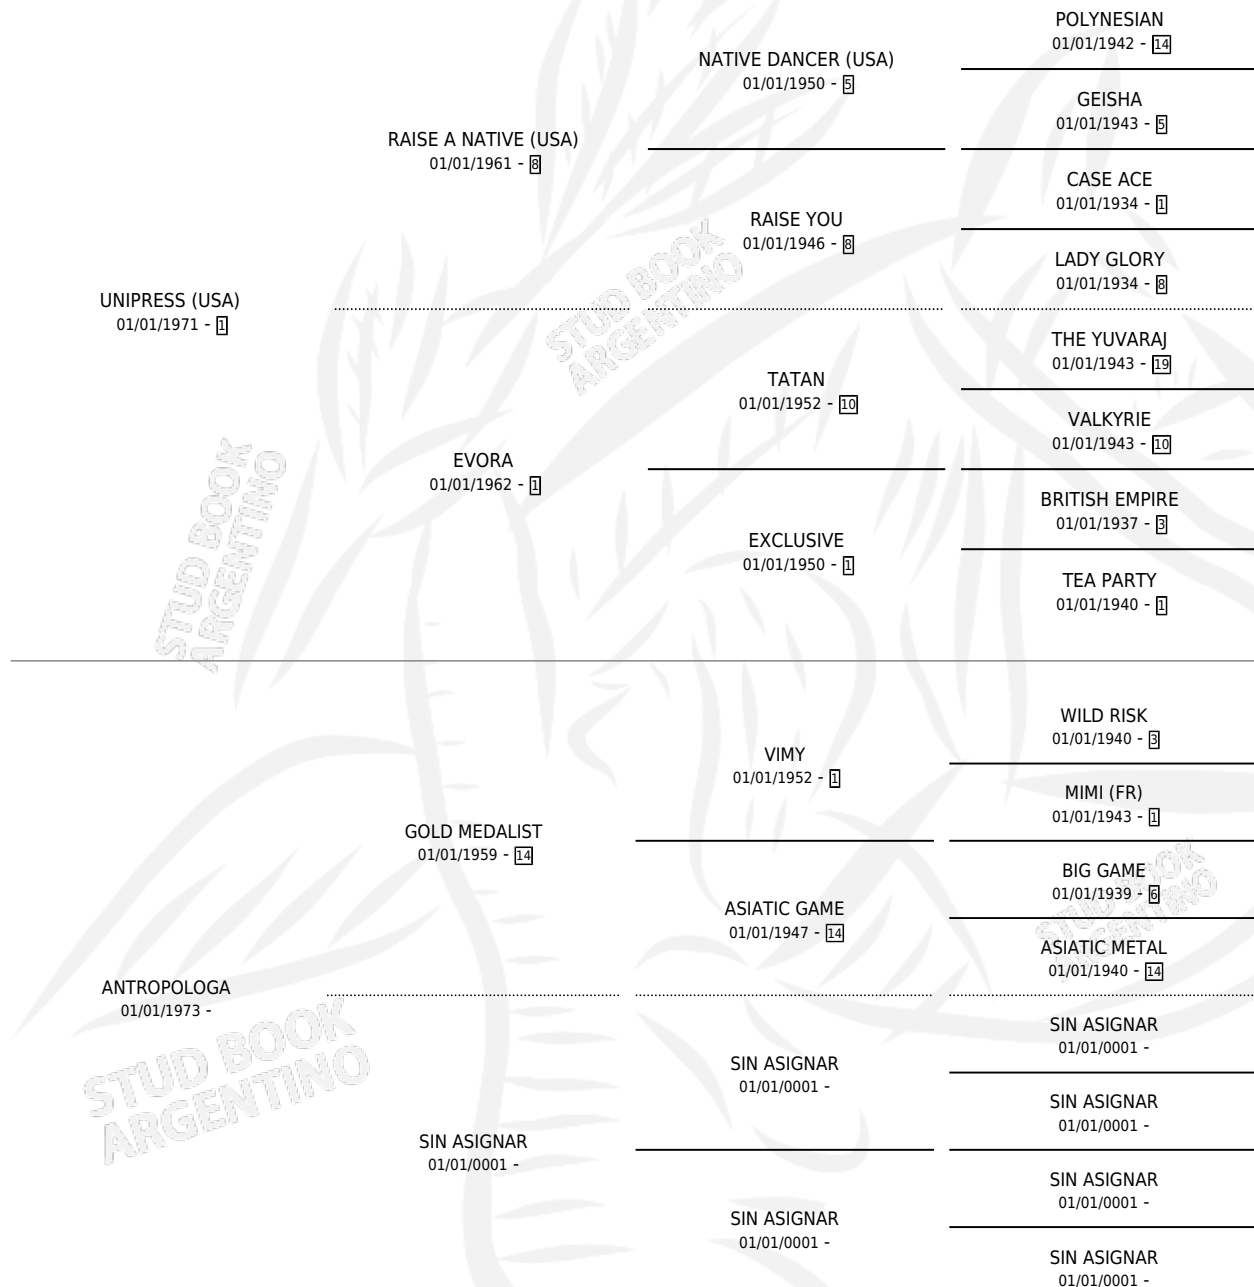 UNIPRESS (USA)
01/01/1971 - 1
RAISE A NATIVE (USA)
01/01/1961 - 8
NATIVE DANCER (USA)
01/01/1950 - 5
POLYNESIAN
01/01/1942 - 14
GEISHA
01/01/1943 - 5
RAISE YOU
01/01/1946 - 8
CASE ACE
01/01/1934 - 1
LADY GLORY
01/01/1934 - 8
EVORA
01/01/1962 - 1
TATAN
01/01/1952 - 10
THE YUVARAJ
01/01/1943 - 19
VALKYRIE
01/01/1943 - 10
EXCLUSIVE
01/01/1950 - 1
BRITISH EMPIRE
01/01/1937 - 3
TEA PARTY
01/01/1940 - 1
ANTROPOLOGA
01/01/1973 -
GOLD MEDALIST
01/01/1959 - 14
VIMY
01/01/1952 - 1
WILD RISK
01/01/1940 - 3
MIMI (FR)
01/01/1943 - 1
ASIATIC GAME
01/01/1947 - 14
BIG GAME
01/01/1939 - 6
ASIATIC METAL
01/01/1940 - 14
SIN ASIGNAR
01/01/0001 -
SIN ASIGNAR
01/01/0001 -
SIN ASIGNAR
01/01/0001 -
SIN ASIGNAR
01/01/0001 -
SIN ASIGNAR
01/01/0001 -
SIN ASIGNAR
01/01/0001 -
SIN ASIGNAR
01/01/0001 -
STUD BOOK
ARGENTINO
STUD BOOK
ARGENTINO
STUD BOOK
ARGENTINO
STUD BOOK
ARGENTINO